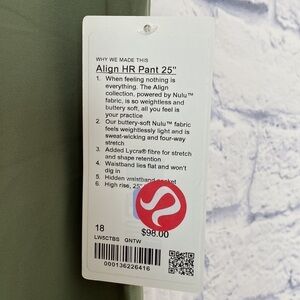 WHY WE MADE THIS
Align HR Pant 25"
1. When feeling nothing is
everything. The Align
collection, powered by Nulu™
fabric, is so weightless and
buttery soft, all you feel is
your practice
2. Our buttery-soft Nulu™ fabric
feels weightlessly light and is
sweat-wicking and four-way
stretch
3. Added Lycra® fibre for stretch
and shape retention
4. Waistband lies flat and won't
dig in
5. Hidden waistband pocket
6. High rise, 25"
18
$98.00
LW5CTBS GNTW
000136226416